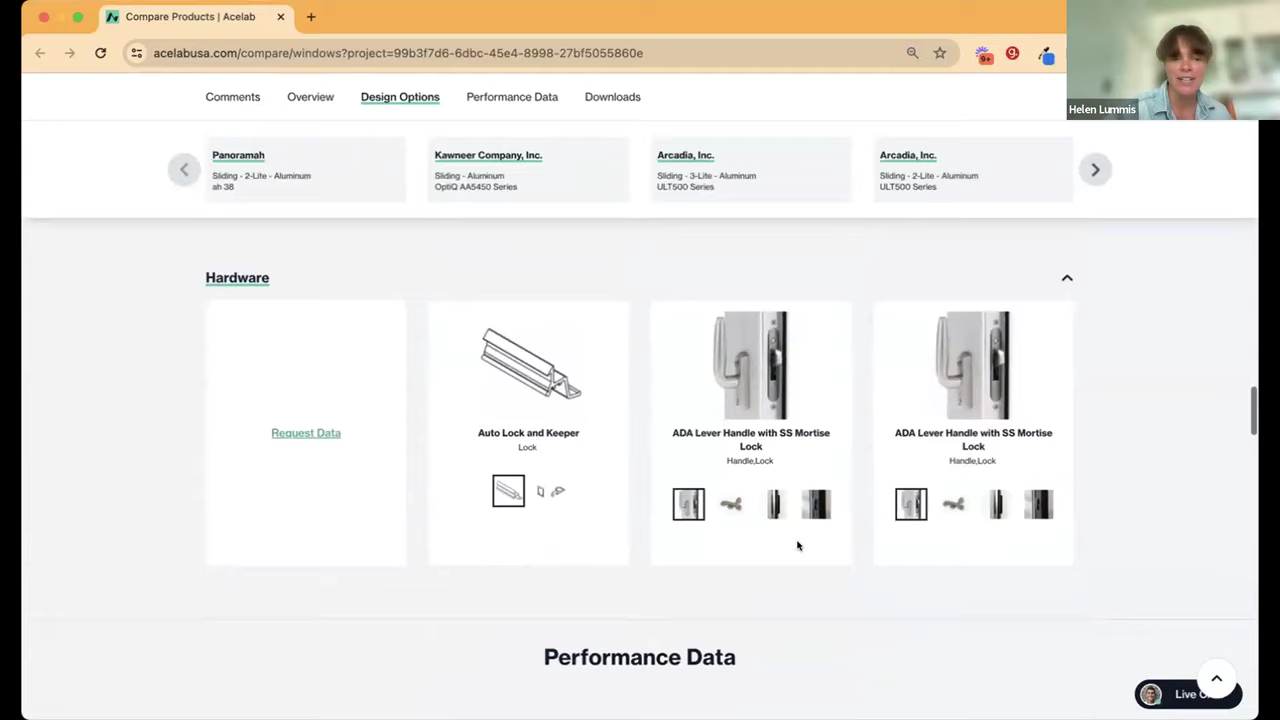 Compare Products | Acelab
acelabusa.com/compare/windows?project=99b3f7d6-6dbc-45e4-8998-27bf5055860e
9+
Helen Lummis
Comments
Overview
Design Options
Performance Data
Downloads
Panoramah
Sliding - 2-Lite - Aluminum
ah 38
Kawneer Company, Inc.
Sliding - Aluminum
OptiQ AA5450 Series
Arcadia, Inc.
Sliding - 3-Lite - Aluminum
ULT500 Series
Arcadia, Inc.
Sliding - 2-Lite - Aluminum
ULT500 Series
Hardware
Request Data
Auto Lock and Keeper
Lock
ADA Lever Handle with SS Mortise
Lock
Handle,Lock
ADA Lever Handle with SS Mortise
Lock
Handle,Lock
Performance Data
Live